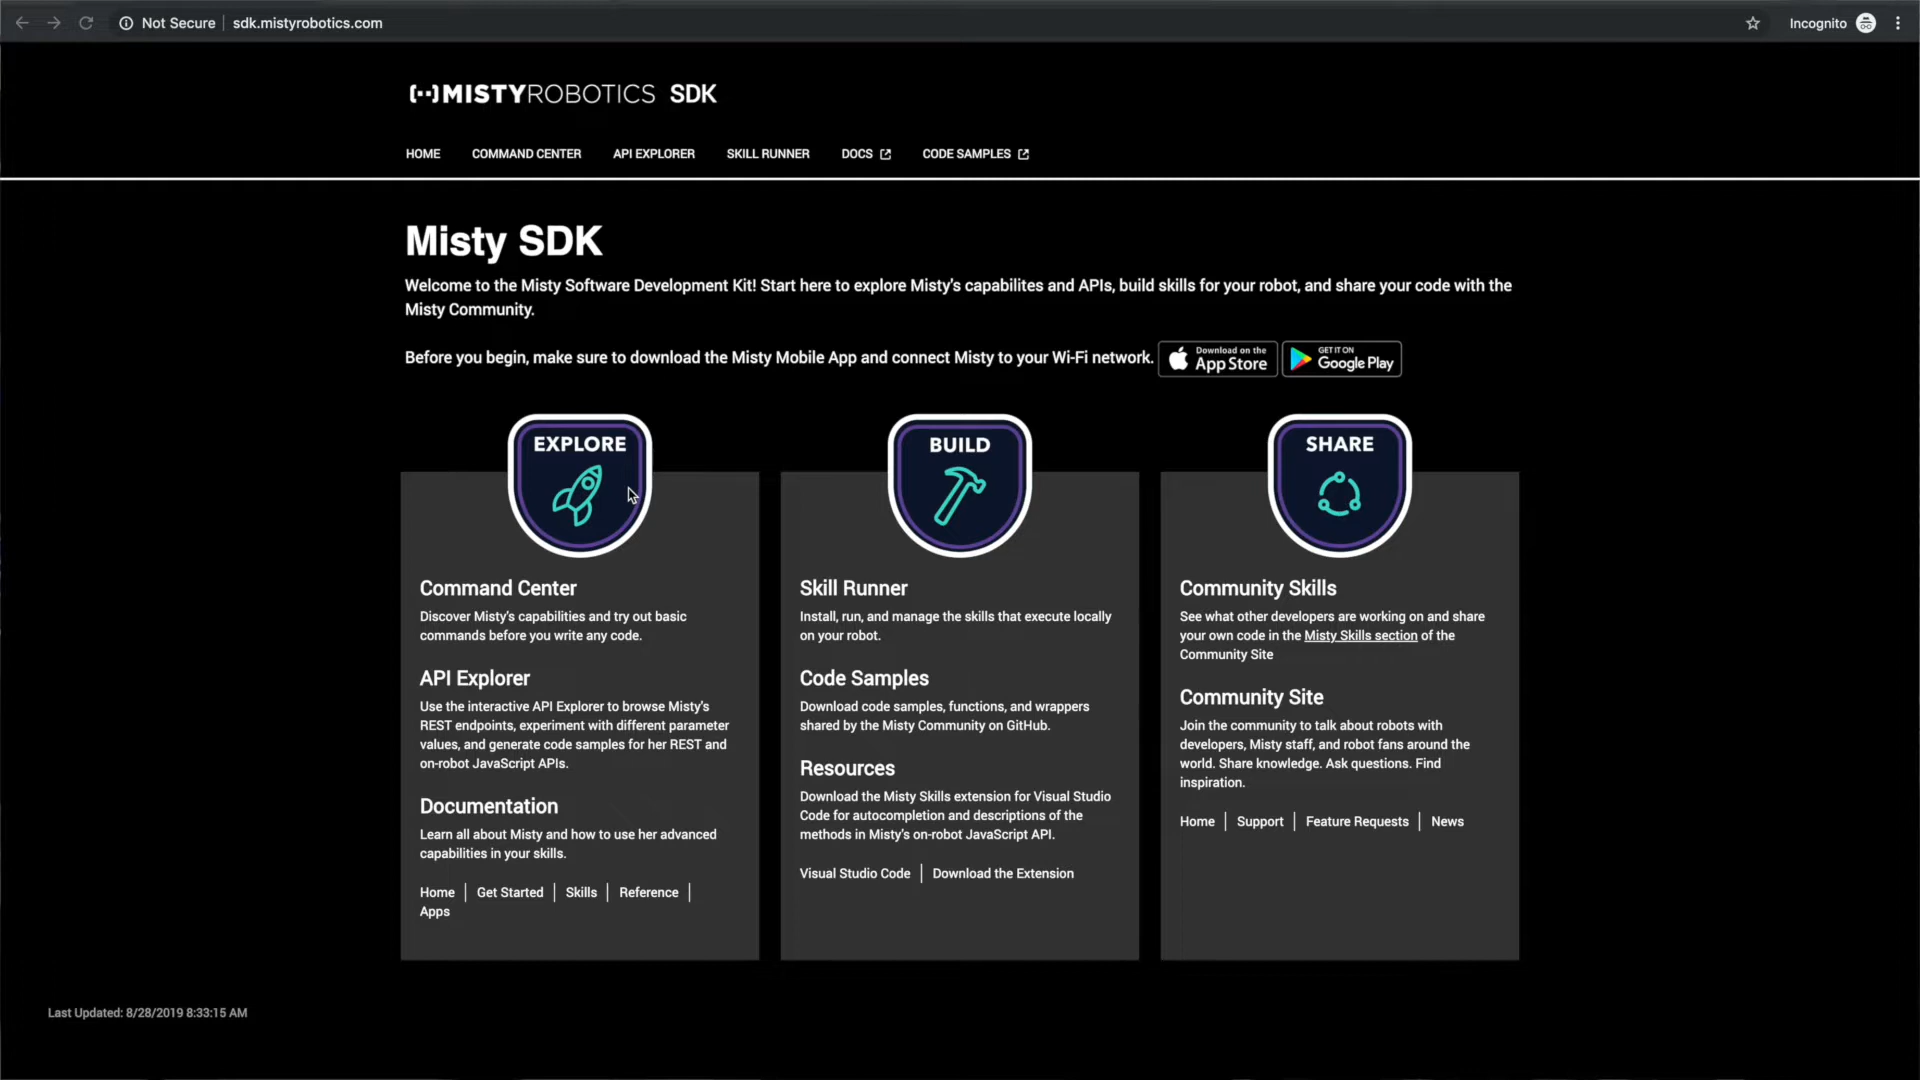 Not Secure | sdk.mistyrobotics.com
Incognito
MISTYROBOTICS SDK
HOME
COMMAND CENTER
API EXPLORER
SKILL RUNNER
DOCS
CODE SAMPLES
Misty SDK
Welcome to the Misty Software Development Kit! Start here to explore Misty's capabilites and APIs, build skills for your robot, and share your code with the
Misty Community.
Before you begin, make sure to download the Misty Mobile App and connect Misty to your Wi-Fi network.
Download on the
App Store
GET IT ON
Google Play
EXPLORE
Command Center
Discover Misty's capabilities and try out basic
commands before you write any code.
API Explorer
Use the interactive API Explorer to browse Misty's
REST endpoints, experiment with different parameter
values, and generate code samples for her REST and
on-robot JavaScript APIs.
Documentation
Learn all about Misty and how to use her advanced
capabilities in your skills.
Home | Get Started | Skills | Reference |
Apps
BUILD
Skill Runner
Install, run, and manage the skills that execute locally
on your robot.
Code Samples
Download code samples, functions, and wrappers
shared by the Misty Community on GitHub.
Resources
Download the Misty Skills extension for Visual Studio
Code for autocompletion and descriptions of the
methods in Misty's on-robot JavaScript API.
Visual Studio Code | Download the Extension
SHARE
Community Skills
See what other developers are working on and share
your own code in the Misty Skills section of the
Community Site
Community Site
Join the community to talk about robots with
developers, Misty staff, and robot fans around the
world. Share knowledge. Ask questions. Find
inspiration.
Home | Support | Feature Requests | News
Last Updated: 8/28/2019 8:33:15 AM